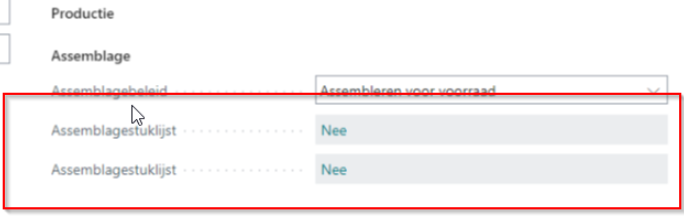 Productie
Assemblage
Assemblagebeleid Assembleren voor voorraad
Assemblagestuklijst Nee
Assemblagestuklijst Nee